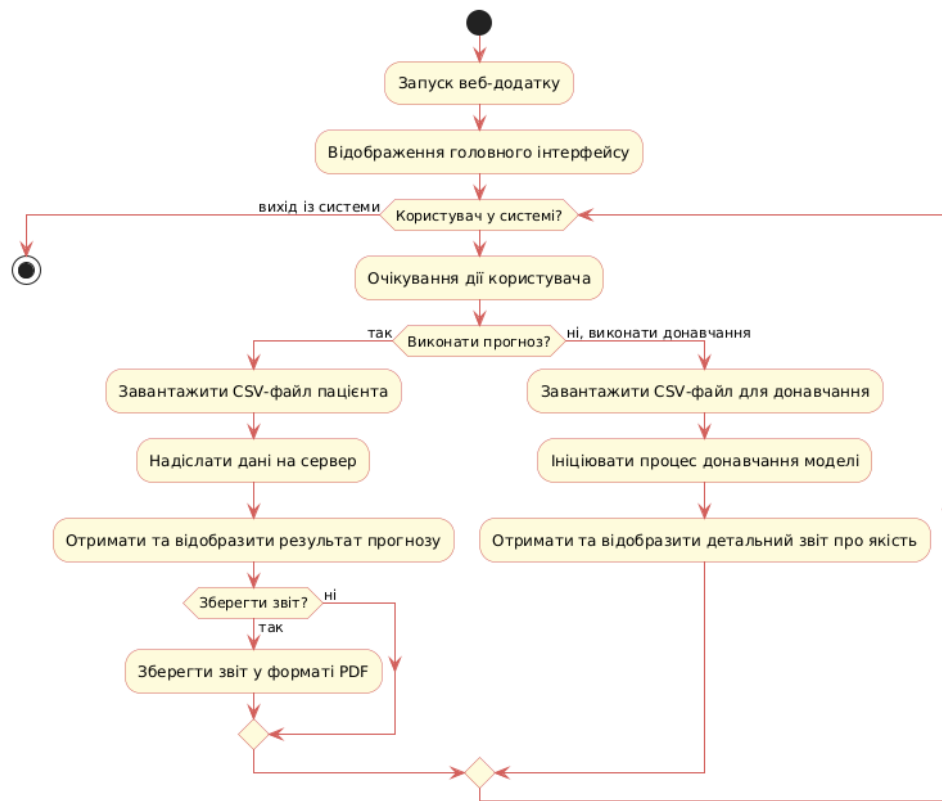 Запуск веб-додатку
Відображення головного інтерфейсу
вихід із системи
Користувач у системі?
Очікування дії користувача
так
Виконати прогноз?
ні, виконати донавчання
Завантажити CSV-файл пацієнта
Завантажити CSV-файл для донавчання
Надіслати дані на сервер
Ініціювати процес донавчання моделі
Отримати та відобразити результат прогнозу
Отримати та відобразити детальний звіт про якість
Зберегти звіт?
ні
так
Зберегти звіт у форматі PDF